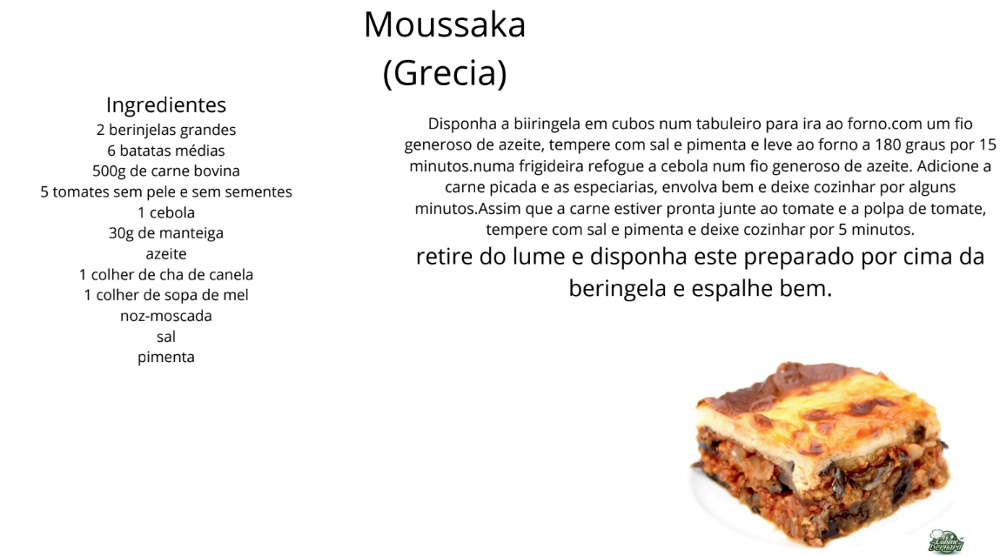 Moussaka
(Grecia)
Ingredientes
2 berinjelas grandes
6 batatas médias
500g de carne bovina
5 tomates sem pele e sem sementes
1 cebola
30g de manteiga
azeite
1 colher de cha de canela
1 colher de sopa de mel
noz-moscada
sal
pimenta
Disponha a biiringela em cubos num tabuleiro para ira ao forno.com um fio
generoso de azeite, tempere com sal e pimenta e leve ao forno a 180 graus por 15
minutos.numa frigideira refogue a cebola num fio generoso de azeite. Adicione a
carne picada e as especiarias, envolva bem e deixe cozinhar por alguns
minutos.Assim que a carne estiver pronta junte ao tomate e a polpa de tomate,
tempere com sal e pimenta e deixe cozinhar por 5 minutos.
retire do lume e disponha este preparado por cima da
beringela e espalhe bem.
Cuisine
Bernard